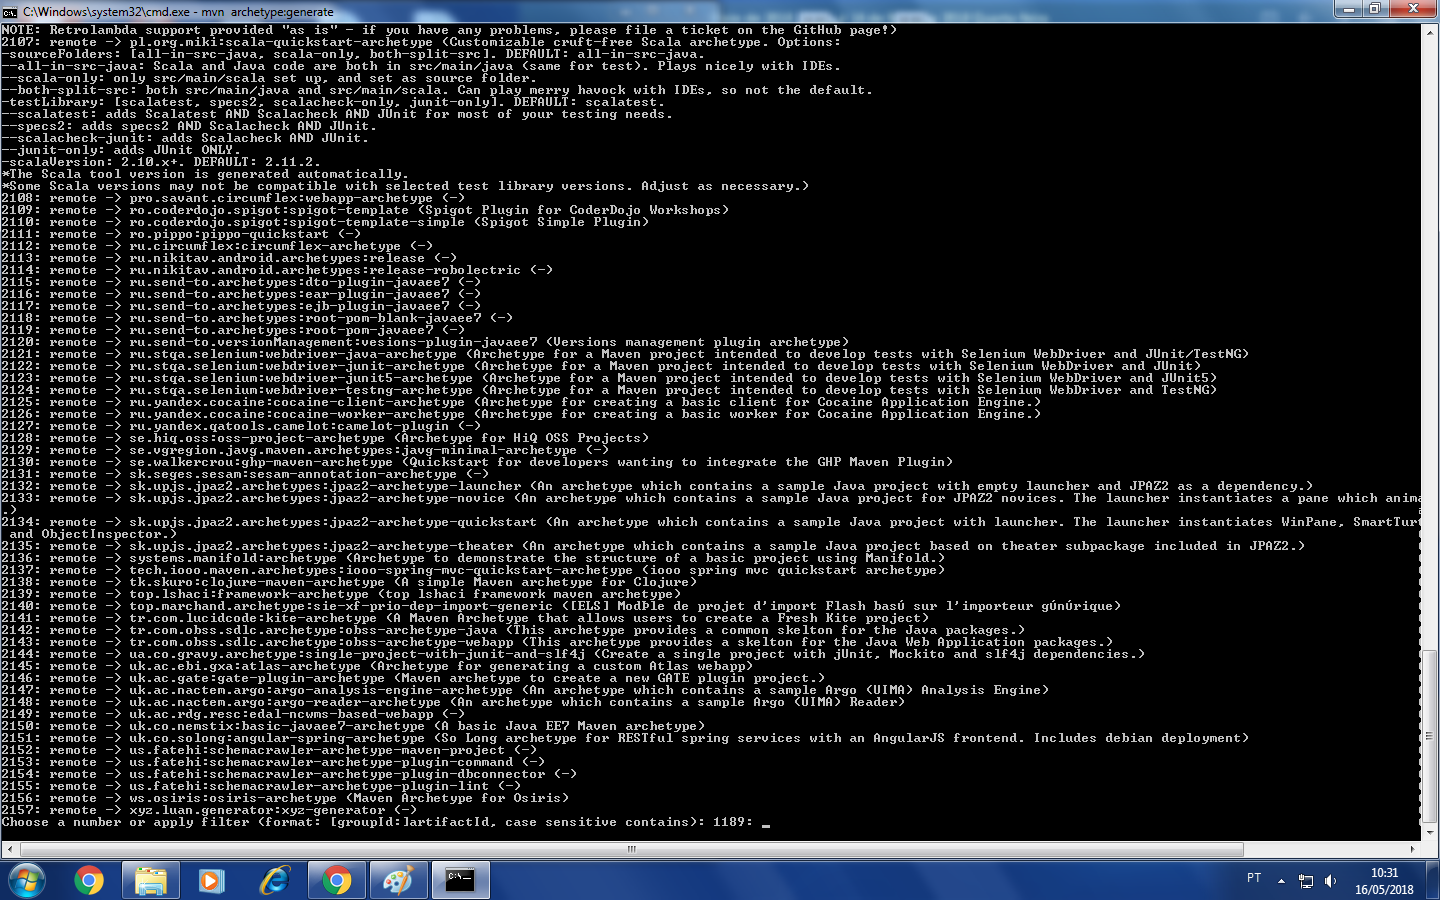 C:\Windows\system32\cmd.exe - mvn  archetype:generate
NOTE: Retrolambda support provided "as is" - if you have any problems, please file a ticket on the GitHub page!)
2107: remote -> pl.org.miki:scala-quickstart-archetype (Customizable cruft-free Scala archetype. Options:
-sourceFolders: [all-in-src-java, scala-only, both-split-src]. DEFAULT: all-in-src-java.
--all-in-src-java: Scala and Java code are both in src/main/java (same for test). Plays nicely with IDEs.
--scala-only: only src/main/scala set up, and set as source folder.
--both-split-src: both src/main/java and src/main/scala. Can play merry havock with IDEs, so not the default.
-testLibrary: [scalatest, specs2, scalacheck-only, junit-only]. DEFAULT: scalatest.
--scalatest: adds Scalatest AND Scalacheck AND JUnit for most of your testing needs.
--specs2: adds specs2 AND Scalacheck AND JUnit.
--scalacheck-junit: adds Scalacheck AND JUnit.
--junit-only: adds JUnit ONLY.
-scalaVersion: 2.10.x+. DEFAULT: 2.11.2.
*The Scala tool version is generated automatically.
*Some Scala versions may not be compatible with selected test library versions. Adjust as necessary.)
2108: remote -> pro.savant.circumflex:webapp-archetype (-)
2109: remote -> ro.coderdojo.spigot:spigot-template (Spigot Plugin for CoderDojo Workshops)
2110: remote -> ro.coderdojo.spigot:spigot-template-simple (Spigot Simple Plugin)
2111: remote -> ro.pippo:pippo-quickstart (-)
2112: remote -> ru.circumflex:circumflex-archetype (-)
2113: remote -> ru.nikitav.android.archetypes:release (-)
2114: remote -> ru.nikitav.android.archetypes:release-robolectric (-)
2115: remote -> ru.send-to.archetypes:dto-plugin-javaee7 (-)
2116: remote -> ru.send-to.archetypes:ear-plugin-javaee7 (-)
2117: remote -> ru.send-to.archetypes:ejb-plugin-javaee7 (-)
2118: remote -> ru.send-to.archetypes:root-pom-blank-javaee7 (-)
2119: remote -> ru.send-to.archetypes:root-pom-javaee7 (-)
2120: remote -> ru.send-to.versionManagement:vesions-plugin-javaee7 (Versions management plugin archetype)
2121: remote -> ru.stqa.selenium:webdriver-java-archetype (Archetype for a Maven project intended to develop tests with Selenium WebDriver and JUnit/TestNG)
2122: remote -> ru.stqa.selenium:webdriver-junit-archetype (Archetype for a Maven project intended to develop tests with Selenium WebDriver and JUnit)
2123: remote -> ru.stqa.selenium:webdriver-junit5-archetype (Archetype for a Maven project intended to develop tests with Selenium WebDriver and JUnit5)
2124: remote -> ru.stqa.selenium:webdriver-testng-archetype (Archetype for a Maven project intended to develop tests with Selenium WebDriver and TestNG)
2125: remote -> ru.yandex.cocaine:cocaine-client-archetype (Archetype for creating a basic client for Cocaine Application Engine.)
2126: remote -> ru.yandex.cocaine:cocaine-worker-archetype (Archetype for creating a basic worker for Cocaine Application Engine.)
2127: remote -> ru.yandex.qatools.camelot:camelot-plugin (-)
2128: remote -> se.hiq.oss:oss-project-archetype (Archetype for HiQ OSS Projects)
2129: remote -> se.vgregion.javg.maven.archetypes:javg-minimal-archetype (-)
2130: remote -> se.walkercrou:ghp-maven-archetype (Quickstart for developers wanting to integrate the GHP Maven Plugin)
2131: remote -> sk.seges.sesam:sesam-annotation-archetype (-)
2132: remote -> sk.upjs.jpaz2.archetypes:jpaz2-archetype-launcher (An archetype which contains a sample Java project with empty launcher and JPAZ2 as a dependency.)
2133: remote -> sk.upjs.jpaz2.archetypes:jpaz2-archetype-novice (An archetype which contains a sample Java project for JPAZ2 novices. The launcher instantiates a pane which anima
.)
2134: remote -> sk.upjs.jpaz2.archetypes:jpaz2-archetype-quickstart (An archetype which contains a sample Java project with launcher. The launcher instantiates WinPane, SmartTurt
 and ObjectInspector.)
2135: remote -> sk.upjs.jpaz2.archetypes:jpaz2-archetype-theater (An archetype which contains a sample Java project based on theater subpackage included in JPAZ2.)
2136: remote -> systems.manifold:archetype (Archetype to demonstrate the structure of a basic project using Manifold.)
2137: remote -> tech.iooo.maven.archetypes:iooo-spring-mvc-quickstart-archetype (iooo spring mvc quickstart archetype)
2138: remote -> tk.skuro:clojure-maven-archetype (A simple Maven archetype for Clojure)
2139: remote -> top.lshaci:framework-archetype (top lshaci framework maven archetype)
2140: remote -> top.marchand.archetype:sie-xf-prio-dep-import-generic ([ELS] ModÞle de projet d'import Flash basÚ sur l'importeur gÚnÚrique)
2141: remote -> tr.com.lucidcode:kite-archetype (A Maven Archetype that allows users to create a Fresh Kite project)
2142: remote -> tr.com.obss.sdlc.archetype:obss-archetype-java (This archetype provides a common skelton for the Java packages.)
2143: remote -> tr.com.obss.sdlc.archetype:obss-archetype-webapp (This archetype provides a skelton for the Java Web Application packages.)
2144: remote -> ua.co.gravy.archetype:single-project-with-junit-and-slf4j (Create a single project with jUnit, Mockito and slf4j dependencies.)
2145: remote -> uk.ac.ebi.gxa:atlas-archetype (Archetype for generating a custom Atlas webapp)
2146: remote -> uk.ac.gate:gate-plugin-archetype (Maven archetype to create a new GATE plugin project.)
2147: remote -> uk.ac.nactem.argo:argo-analysis-engine-archetype (An archetype which contains a sample Argo (UIMA) Analysis Engine)
2148: remote -> uk.ac.nactem.argo:argo-reader-archetype (An archetype which contains a sample Argo (UIMA) Reader)
2149: remote -> uk.ac.rdg.resc:edal-ncwms-based-webapp (-)
2150: remote -> uk.co.nemstix:basic-javaee7-archetype (A basic Java EE7 Maven archetype)
2151: remote -> uk.co.solong:angular-spring-archetype (So Long archetype for RESTful spring services with an AngularJS frontend. Includes debian deployment)
2152: remote -> us.fatehi:schemacrawler-archetype-maven-project (-)
2153: remote -> us.fatehi:schemacrawler-archetype-plugin-command (-)
2154: remote -> us.fatehi:schemacrawler-archetype-plugin-dbconnector (-)
2155: remote -> us.fatehi:schemacrawler-archetype-plugin-lint (-)
2156: remote -> ws.osiris:osiris-archetype (Maven Archetype for Osiris)
2157: remote -> xyz.luan.generator:xyz-generator (-)
Choose a number or apply filter (format: [groupId:]artifactId, case sensitive contains): 1189: _
PT
10:31
16/05/2018